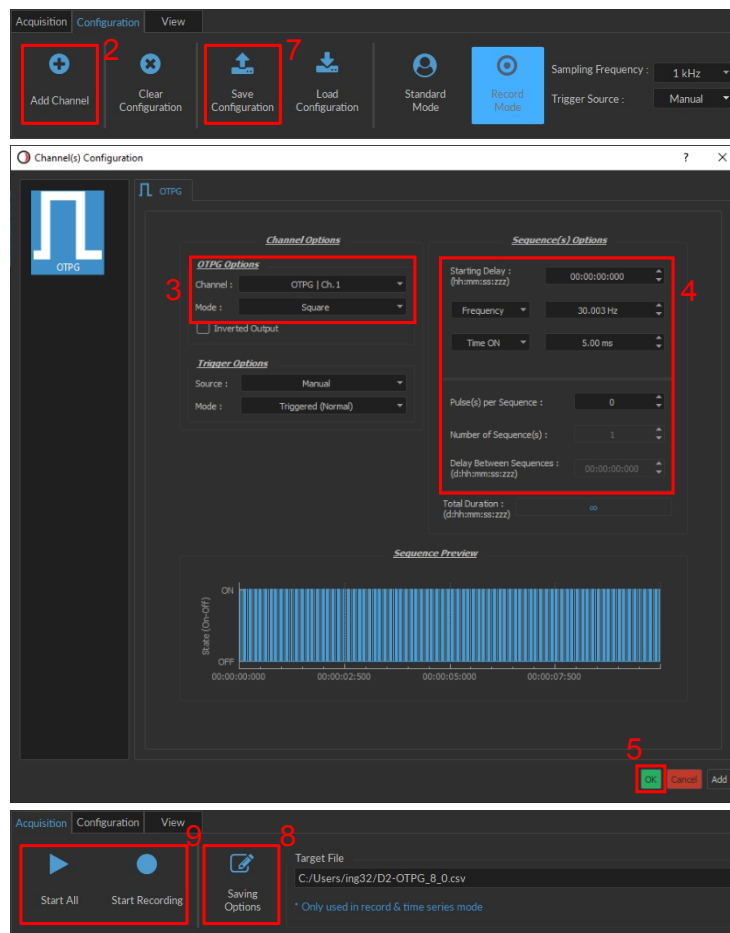 Acquisition Configuration View
2
7
Add Channel
Clear Configuration
Save Configuration
Load Configuration
Standard Mode
Record Mode
Sampling Frequency : 1 kHz
Trigger Source : Manual
Channel(s) Configuration ? X
OTPG
OTPG
Channel Options
OTPG Options
3
Channel : OTPG | Ch.1
Mode : Square
Inverted Output
Trigger Options
Source : Manual
Mode : Triggered (Normal)
Sequence(s) Options
4
Starting Delay : 00:00:00:000
(hh:mm:ss:zzz)
Frequency 30.003 Hz
Time ON 5.00 ms
Pulse(s) per Sequence : 0
Number of Sequence(s) : 1
Delay Between Sequences : 00:00:00:000
(d:hh:mm:ss:zzz)
Total Duration : ∞
(d:hh:mm:ss:zzz)
Sequence Preview
State (On-Off)
ON
OFF
00:00:00:000 00:00:02:500 00:00:05:000 00:00:07:500
5
OK Cancel Add
Acquisition Configuration View
9
8
Start All
Start Recording
Saving Options
Target File
C:/Users/ing32/D2-OTPG_8_0.csv
* Only used in record & time series mode